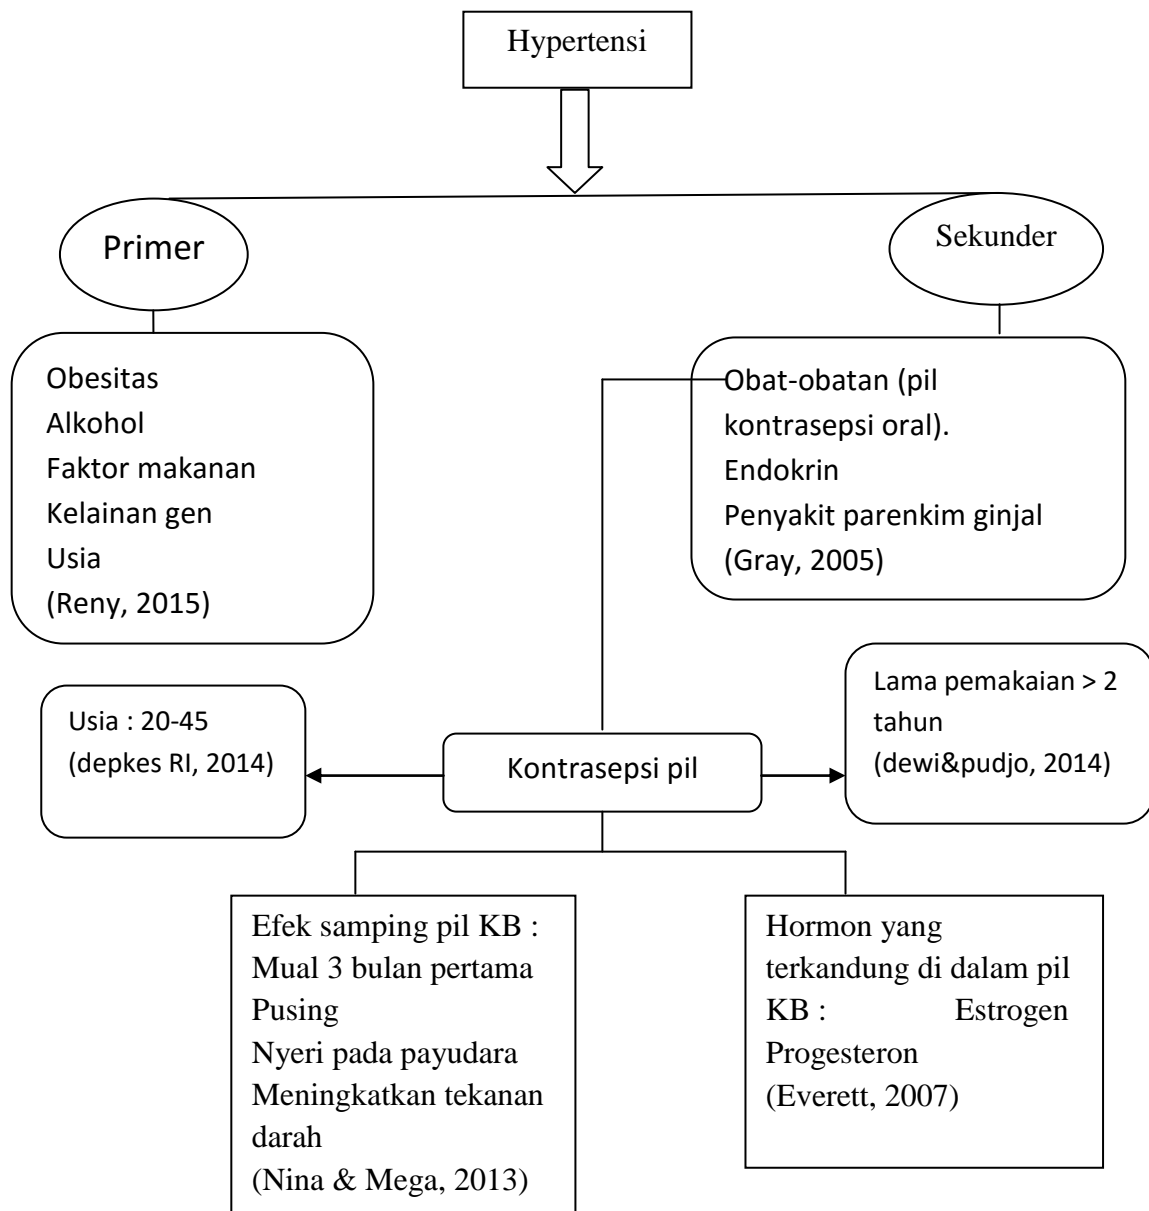 Hypertensi
Primer
Sekunder
Obesitas
Alkohol
Faktor makanan
Kelainan gen
Usia
(Reny, 2015)
Obat-obatan (pil
kontrasepsi oral).
Endokrin
Penyakit parenkim ginjal
(Gray, 2005)
Usia : 20-45
(depkes RI, 2014)
Kontrasepsi pil
Lama pemakaian > 2
tahun
(dewi&pudjo, 2014)
Efek samping pil KB :
Mual 3 bulan pertama
Pusing
Nyeri pada payudara
Meningkatkan tekanan
darah
(Nina & Mega, 2013)
Hormon yang
terkandung di dalam pil
KB : Estrogen
Progesteron
(Everett, 2007)